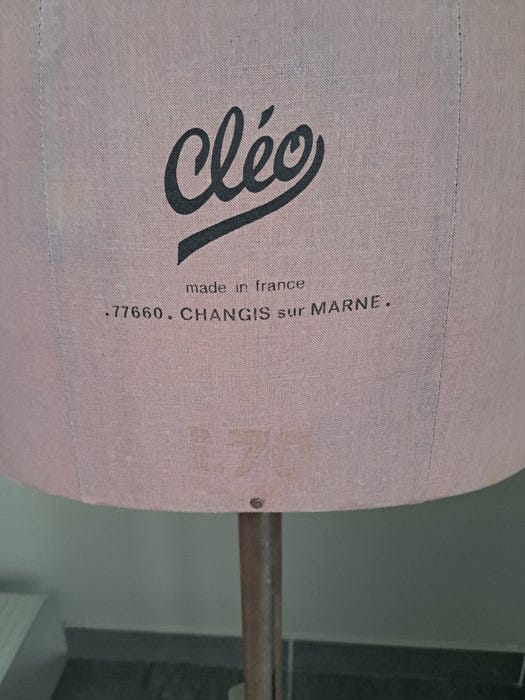 Cléo
made in france
.77660. CHANGIS sur MARNE.